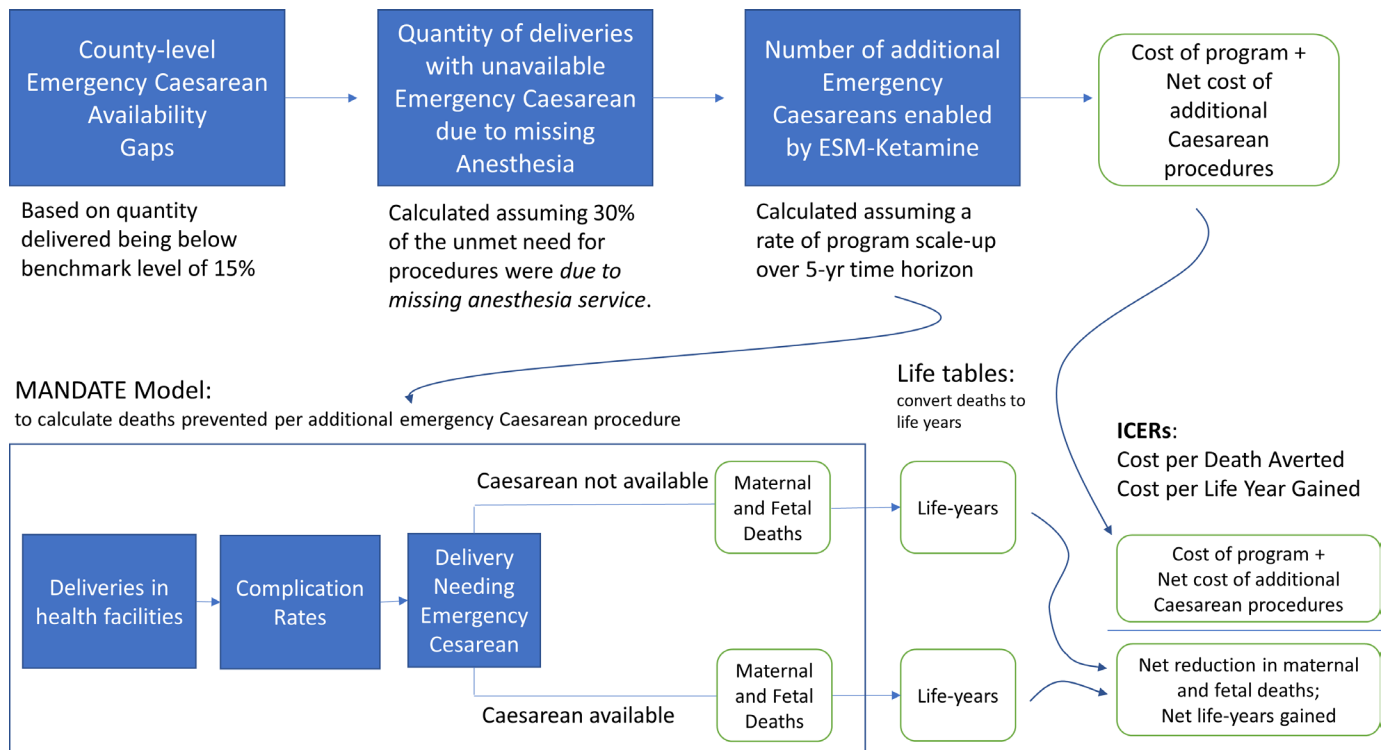 County-level
Emergency Caesarean
Availability
Gaps
Quantity of deliveries
with unavailable
Emergency Caesarean
due to missing
Anesthesia
Number of additional
Emergency
Caesareans enabled
by ESM-Ketamine
Cost of program +
Net cost of
additional
Caesarean
procedures
Based on quantity
delivered being below
benchmark level of 15%
Calculated assuming 30%
of the unmet need for
procedures were due to
missing anesthesia service.
Calculated assuming a
rate of program scale-up
over 5-yr time horizon
MANDATE Model:
to calculate deaths prevented per additional emergency Caesarean procedure
Life tables:
convert deaths to
life years
ICERs:
Cost per Death Averted
Cost per Life Year Gained
Deliveries in
health facilities
Complication
Rates
Delivery
Needing
Emergency
Cesarean
Caesarean not available
Maternal
and Fetal
Deaths
Life-years
Caesarean available
Maternal
and Fetal
Deaths
Life-years
Cost of program +
Net cost of additional
Caesarean procedures
Net reduction in maternal
and fetal deaths;
Net life-years gained